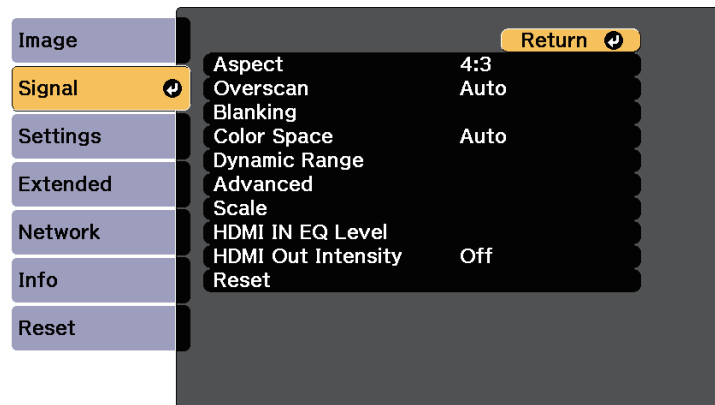 Image
Signal
Settings
Extended
Network
Info
Reset
Return
Aspect 4:3
Overscan Auto
Blanking
Color Space Auto
Dynamic Range
Advanced
Scale
HDMI IN EQ Level
HDMI Out Intensity Off
Reset